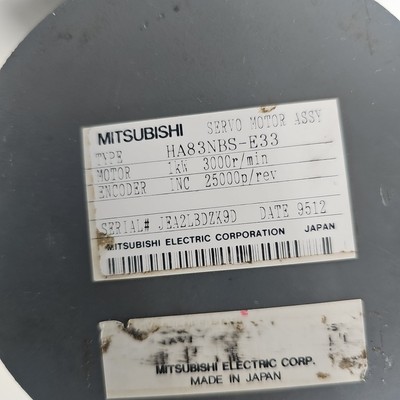 MITSUBISHI SERVO MOTOR ASSY
TYPE HA83NBS-E33
MOTOR 1kW 3000r/min
ENCODER INC 25000p/rev
SERIAL# JEA2L3DZK9D DATE 9512
MITSUBISHI ELECTRIC CORPORATION JAPAN
MITSUBISHI ELECTRIC CORP.
MADE IN JAPAN